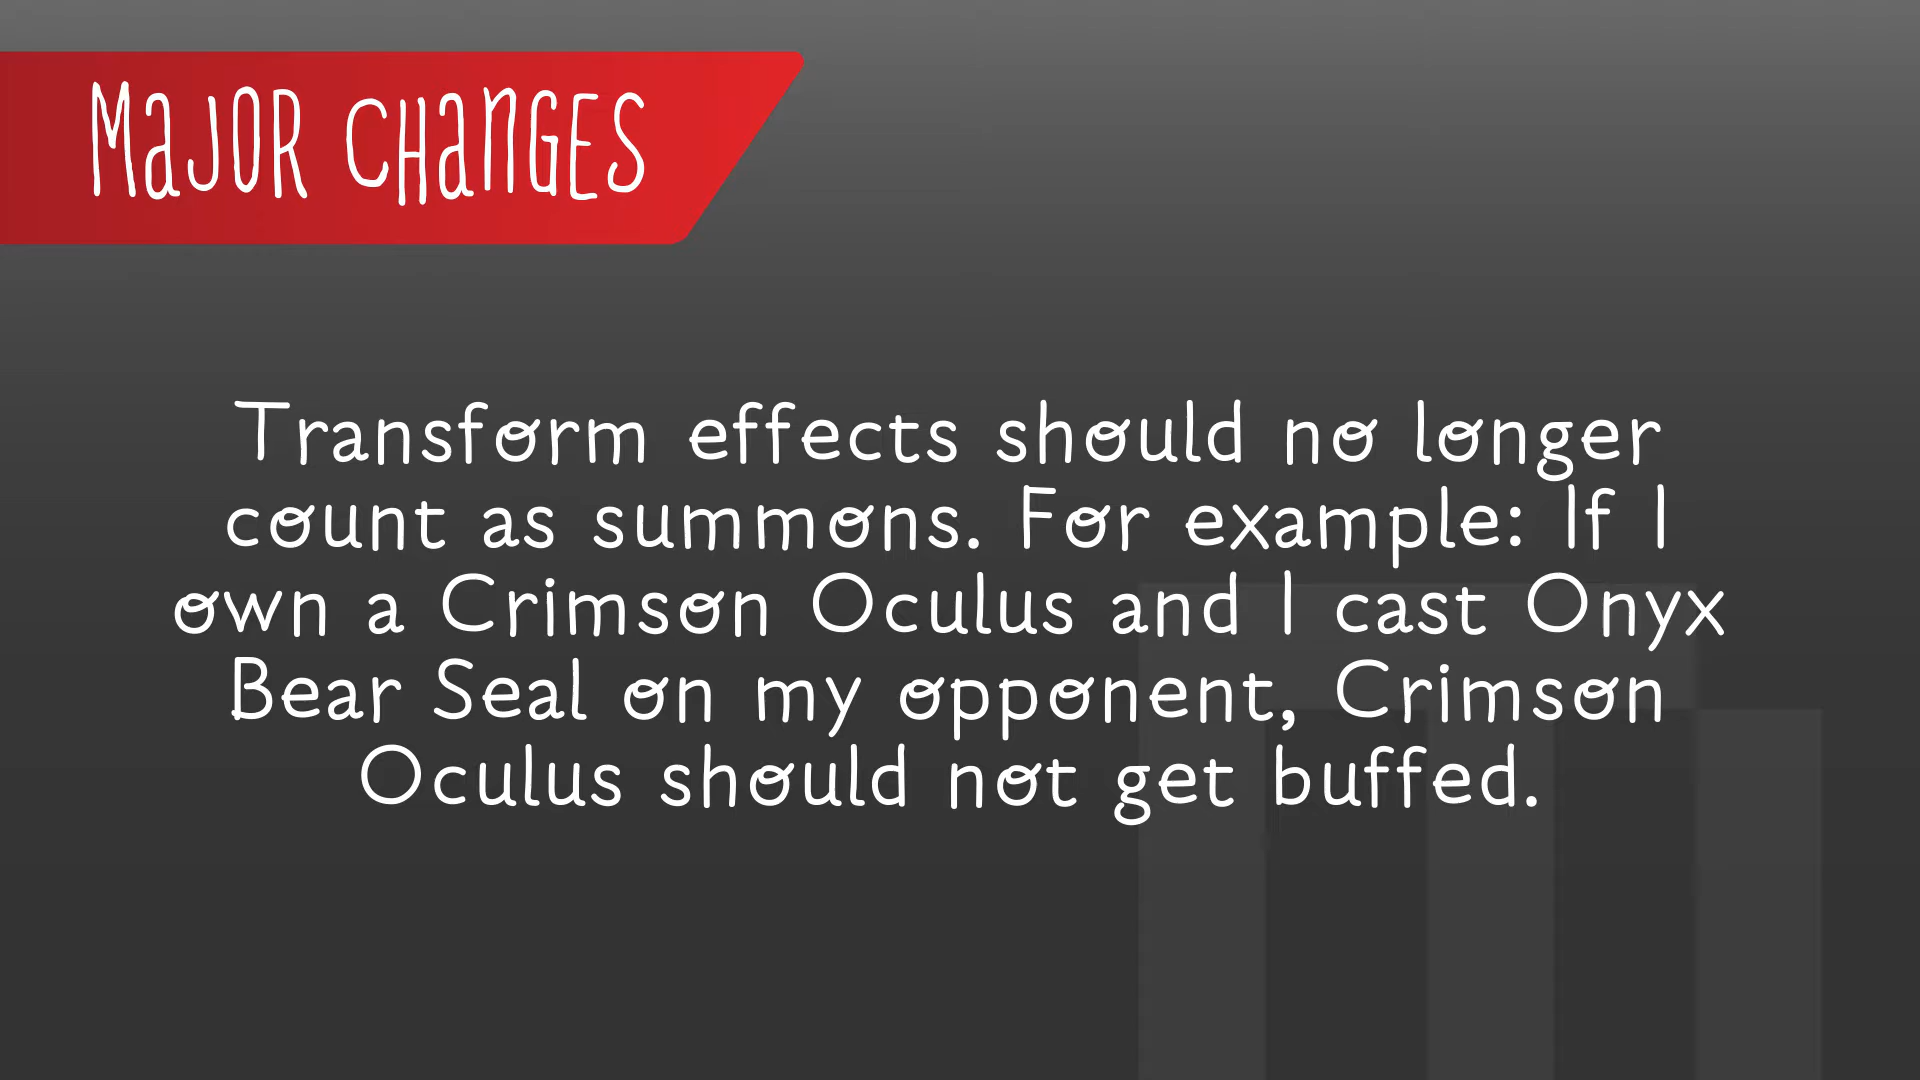 MaJOR CHanGES
Transform effects should no longer
count as summons. For example: If I
own a Crimson Oculus and I cast Onyx
Bear Seal on my opponent, Crimson
Oculus should not get buffed.